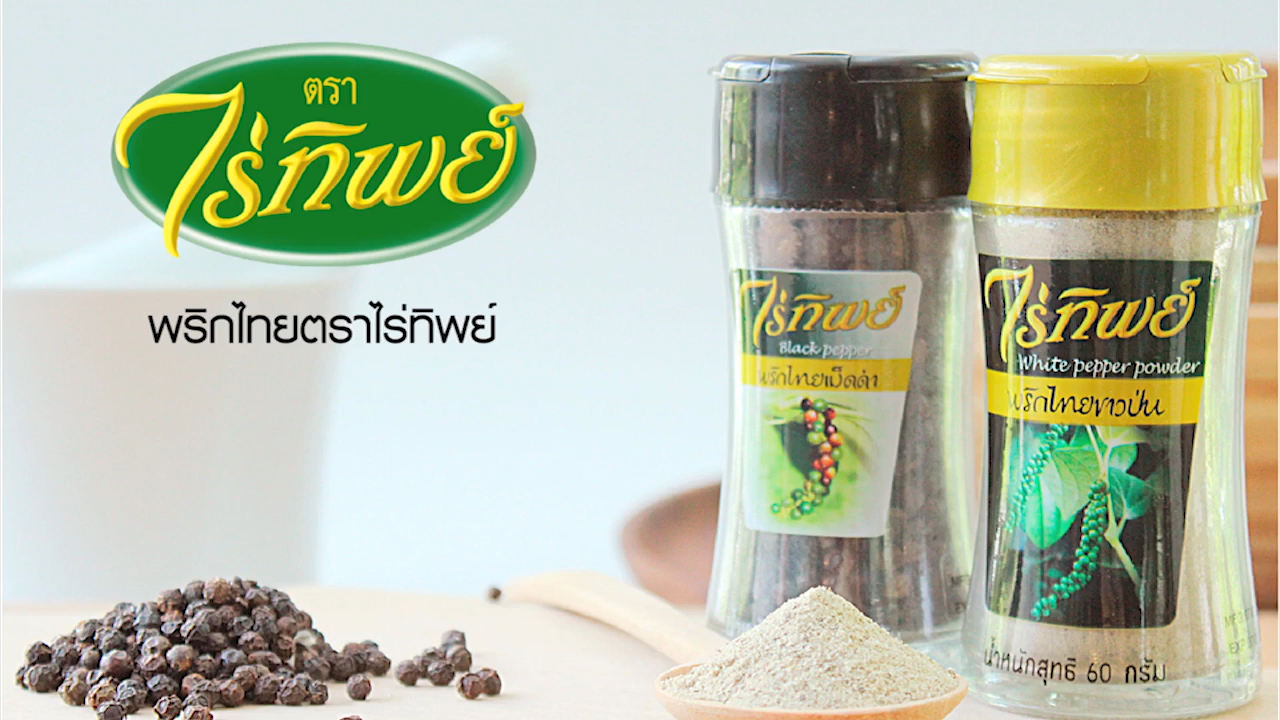 ตรา
ไร่ทิพย์
พริกไทยตราไร่ทิพย์
ไร่ทิพย์
Black pepper
พริกไทยเม็ดดำ
ไร่ทิพย์
White pepper powder
พริกไทยขาวป่น
น้ำหนักสุทธิ 60 กรัม